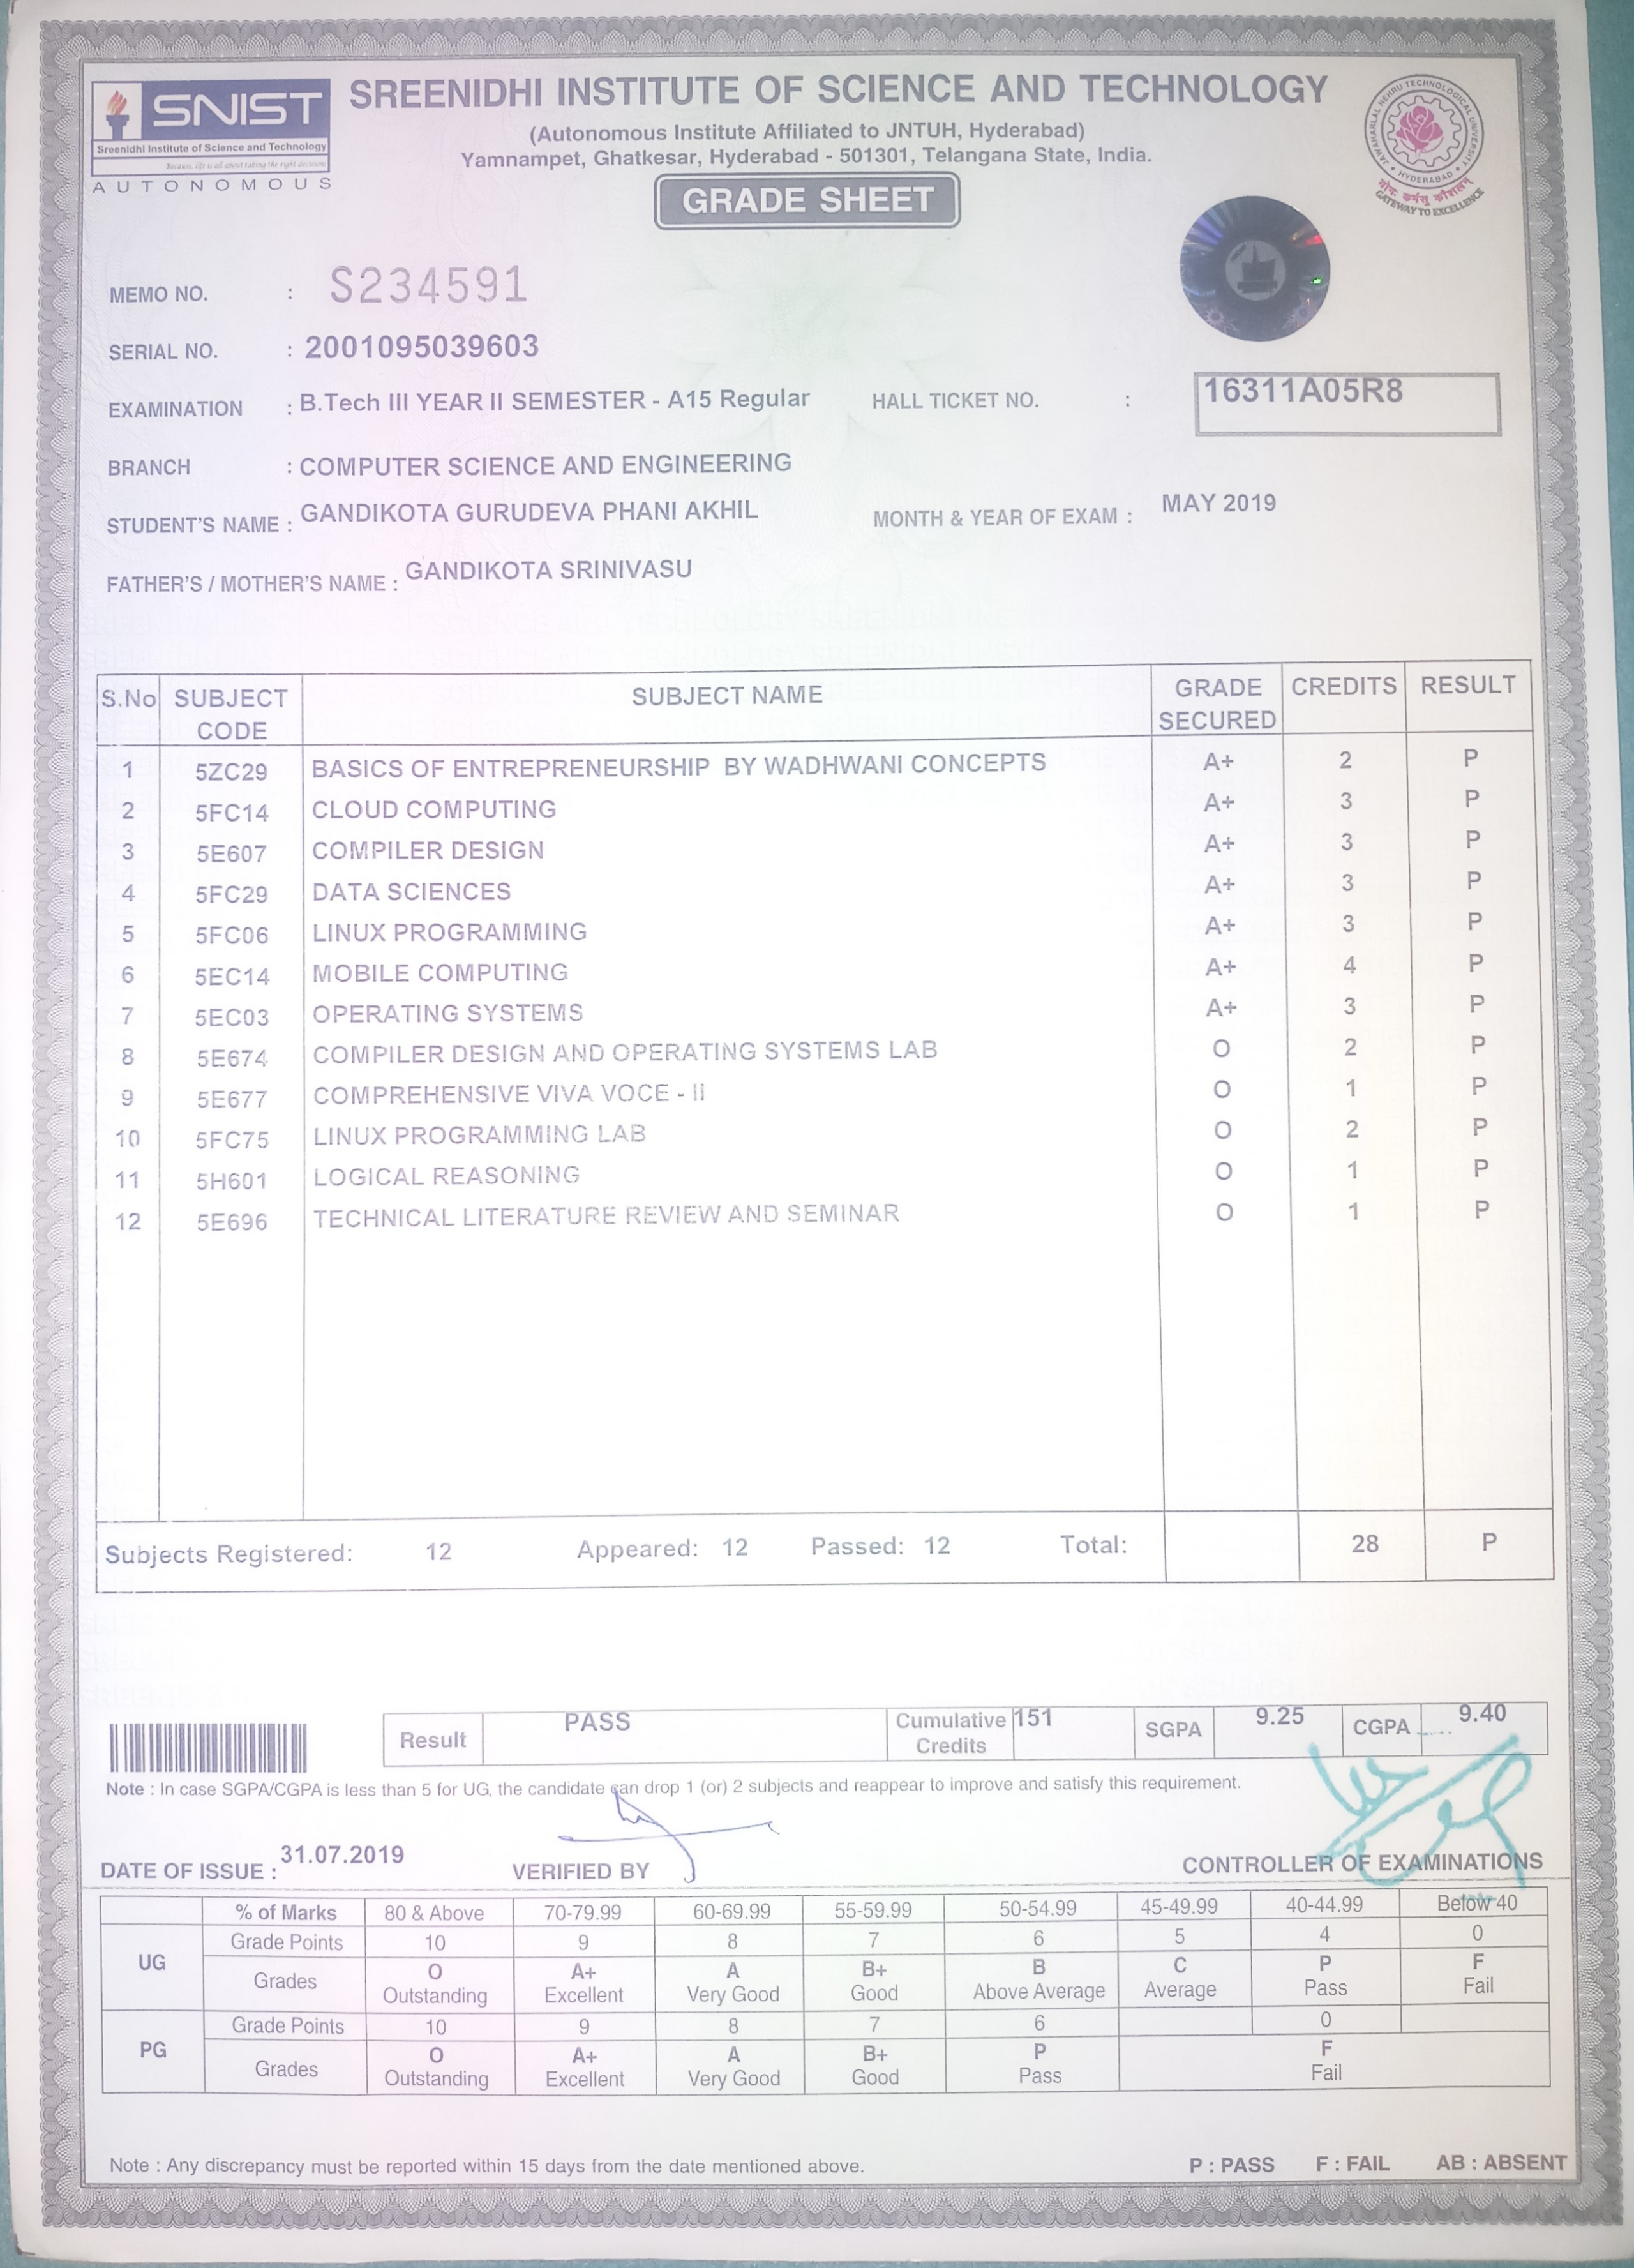 SNIST
Sreenidhi Institute of Science and Technology
AUTONOMOUS
SREENIDHI INSTITUTE OF SCIENCE AND TECHNOLOGY
(Autonomous Institute Affiliated to JNTUH, Hyderabad)
Yamnampet, Ghatkesar, Hyderabad - 501301, Telangana State, India.
JAWAHARLAL NEHRU TECHNOLOGICAL UNIVERSITY HYDERABAD
GATEWAY TO EXCELLENCE
GRADE SHEET
MEMO NO. : S234591
SERIAL NO. : 2001095039603
EXAMINATION : B.Tech III YEAR II SEMESTER - A15 Regular HALL TICKET NO. : 16311A05R8
BRANCH : COMPUTER SCIENCE AND ENGINEERING
STUDENT'S NAME : GANDIKOTA GURUDEVA PHANI AKHIL MONTH & YEAR OF EXAM : MAY 2019
FATHER'S / MOTHER'S NAME : GANDIKOTA SRINIVASU
S.No SUBJECT CODE SUBJECT NAME GRADE SECURED CREDITS RESULT
1 5ZC29 BASICS OF ENTREPRENEURSHIP BY WADHWANI CONCEPTS A+ 2 P
2 5FC14 CLOUD COMPUTING A+ 3 P
3 5E607 COMPILER DESIGN A+ 3 P
4 5FC29 DATA SCIENCES A+ 3 P
5 5FC06 LINUX PROGRAMMING A+ 3 P
6 5EC14 MOBILE COMPUTING A+ 4 P
7 5EC03 OPERATING SYSTEMS A+ 3 P
8 5E674 COMPILER DESIGN AND OPERATING SYSTEMS LAB O 2 P
9 5E677 COMPREHENSIVE VIVA VOCE - II O 1 P
10 5FC75 LINUX PROGRAMMING LAB O 2 P
11 5H601 LOGICAL REASONING O 1 P
12 5E696 TECHNICAL LITERATURE REVIEW AND SEMINAR O 1 P
Subjects Registered: 12 Appeared: 12 Passed: 12 Total: 28 P
Result PASS Cumulative Credits 151 SGPA 9.25 CGPA 9.40
Note : In case SGPA/CGPA is less than 5 for UG, the candidate can drop 1 (or) 2 subjects and reappear to improve and satisfy this requirement.
DATE OF ISSUE : 31.07.2019 VERIFIED BY CONTROLLER OF EXAMINATIONS
% of Marks 80 & Above 70-79.99 60-69.99 55-59.99 50-54.99 45-49.99 40-44.99 Below 40
UG Grade Points 10 9 8 7 6 5 4 0
Grades O Outstanding A+ Excellent A Very Good B+ Good B Above Average C Average P Pass F Fail
PG Grade Points 10 9 8 7 6 0
Grades O Outstanding A+ Excellent A Very Good B+ Good P Pass F Fail
Note : Any discrepancy must be reported within 15 days from the date mentioned above. P : PASS F : FAIL AB : ABSENT